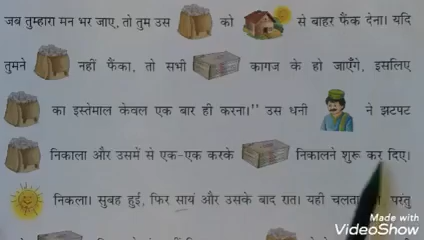 जब तुम्हारा मन भर जाए, तो तुम उस को से बाहर फैंक देना। यदि
तुमने नहीं फैंका, तो सभी कागज के हो जाएँगे, इसलिए
का इस्तेमाल केवल एक बार ही करना।'' उस धनी ने झटपट
निकाला और उसमें से एक-एक करके निकालने शुरू कर दिए।
निकला। सुबह हुई, फिर सायं और उसके बाद रात। यही चलता परंतु
Made with
VideoShow